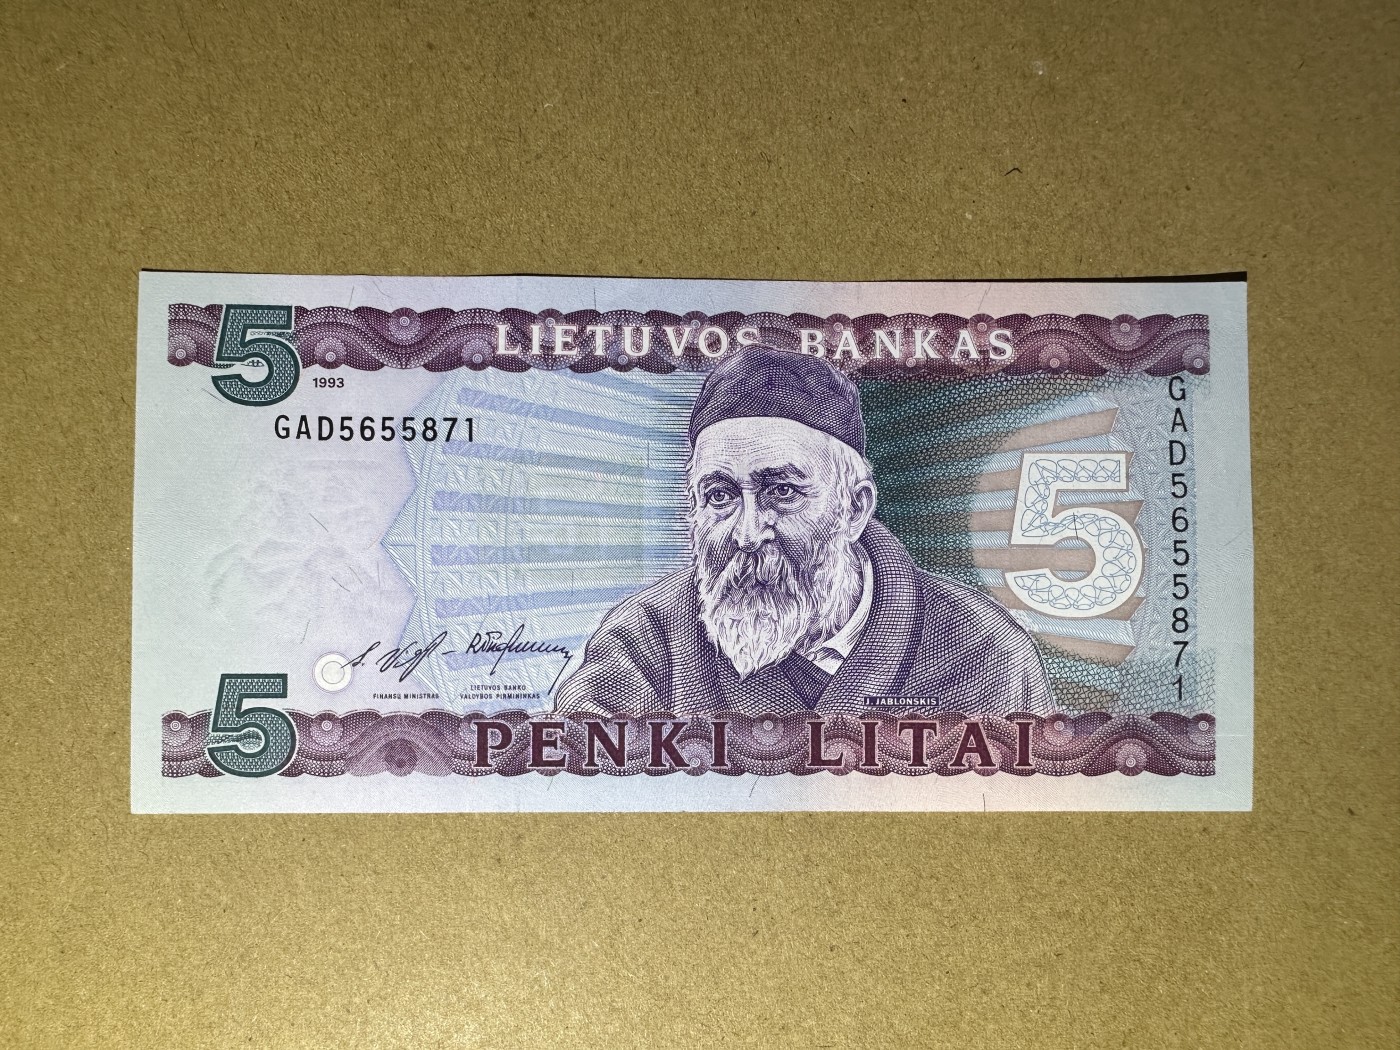 5
LIETUVOS BANKAS
1993
GAD5655871
GAD5655871
5
FINANSŲ MINISTRAS
LIETUVOS BANKO
VALDYBOS PIRMININKAS
J. JABLONSKIS
5
PENKI LITAI